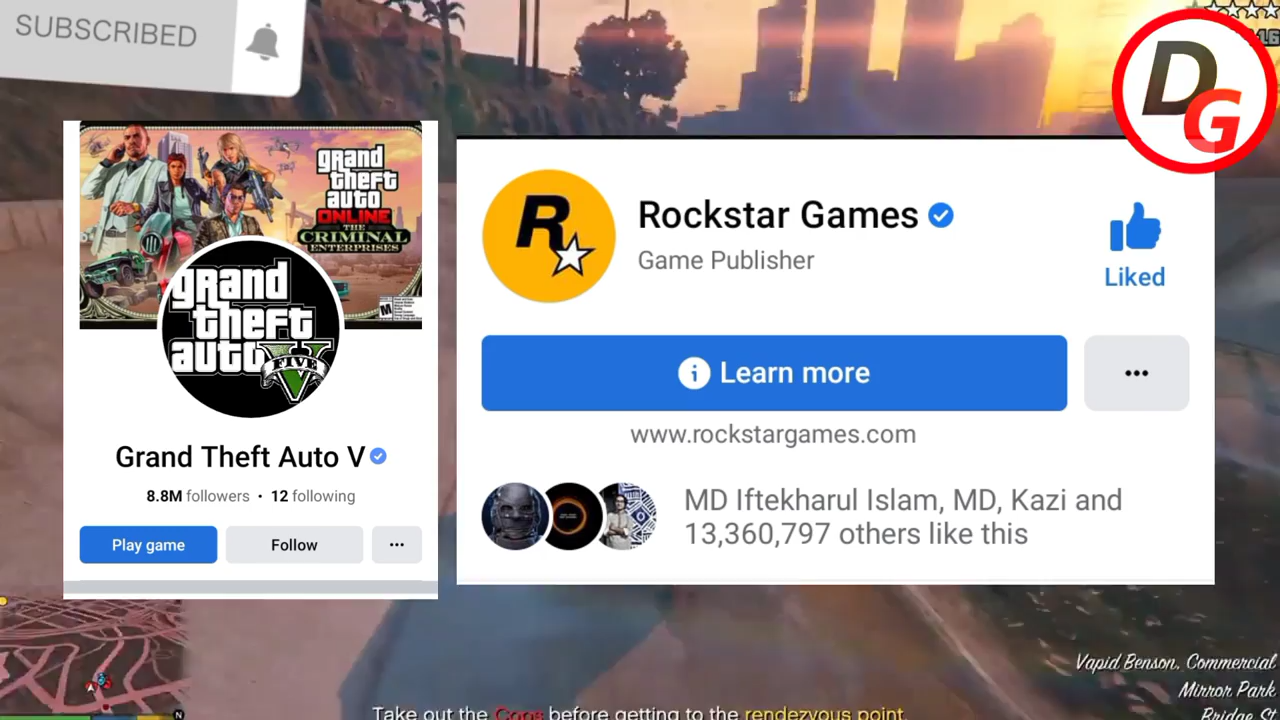 SUBSCRIBED
DG
grand
theft
auto
ONLINE
THE
CRIMINAL
ENTERPRISES
grand
theft
auto
FIVE
Grand Theft Auto V
8.8M followers • 12 following
Play game
Follow
R
Rockstar Games
Game Publisher
Liked
Learn more
www.rockstargames.com
MD Iftekharul Islam, MD, Kazi and
13,360,797 others like this
Vapid Benson, Commercial
Mirror Park
Bridge St
N
Take out the Cops before getting to the rendezvous point.